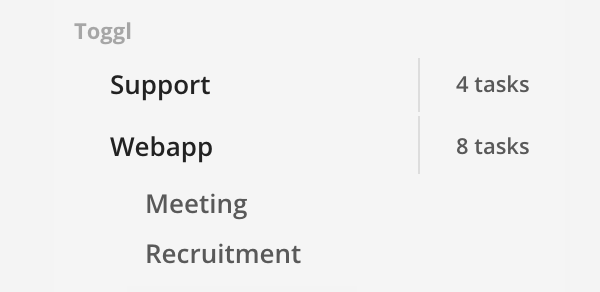 Toggl
Support 4 tasks
Webapp 8 tasks
Meeting
Recruitment